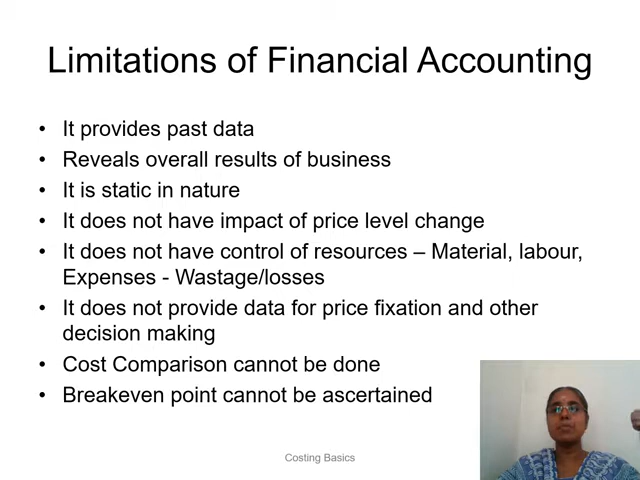 Limitations of Financial Accounting
• It provides past data
• Reveals overall results of business
• It is static in nature
• It does not have impact of price level change
• It does not have control of resources – Material, labour,
Expenses - Wastage/losses
• It does not provide data for price fixation and other
decision making
• Cost Comparison cannot be done
• Breakeven point cannot be ascertained
Costing Basics